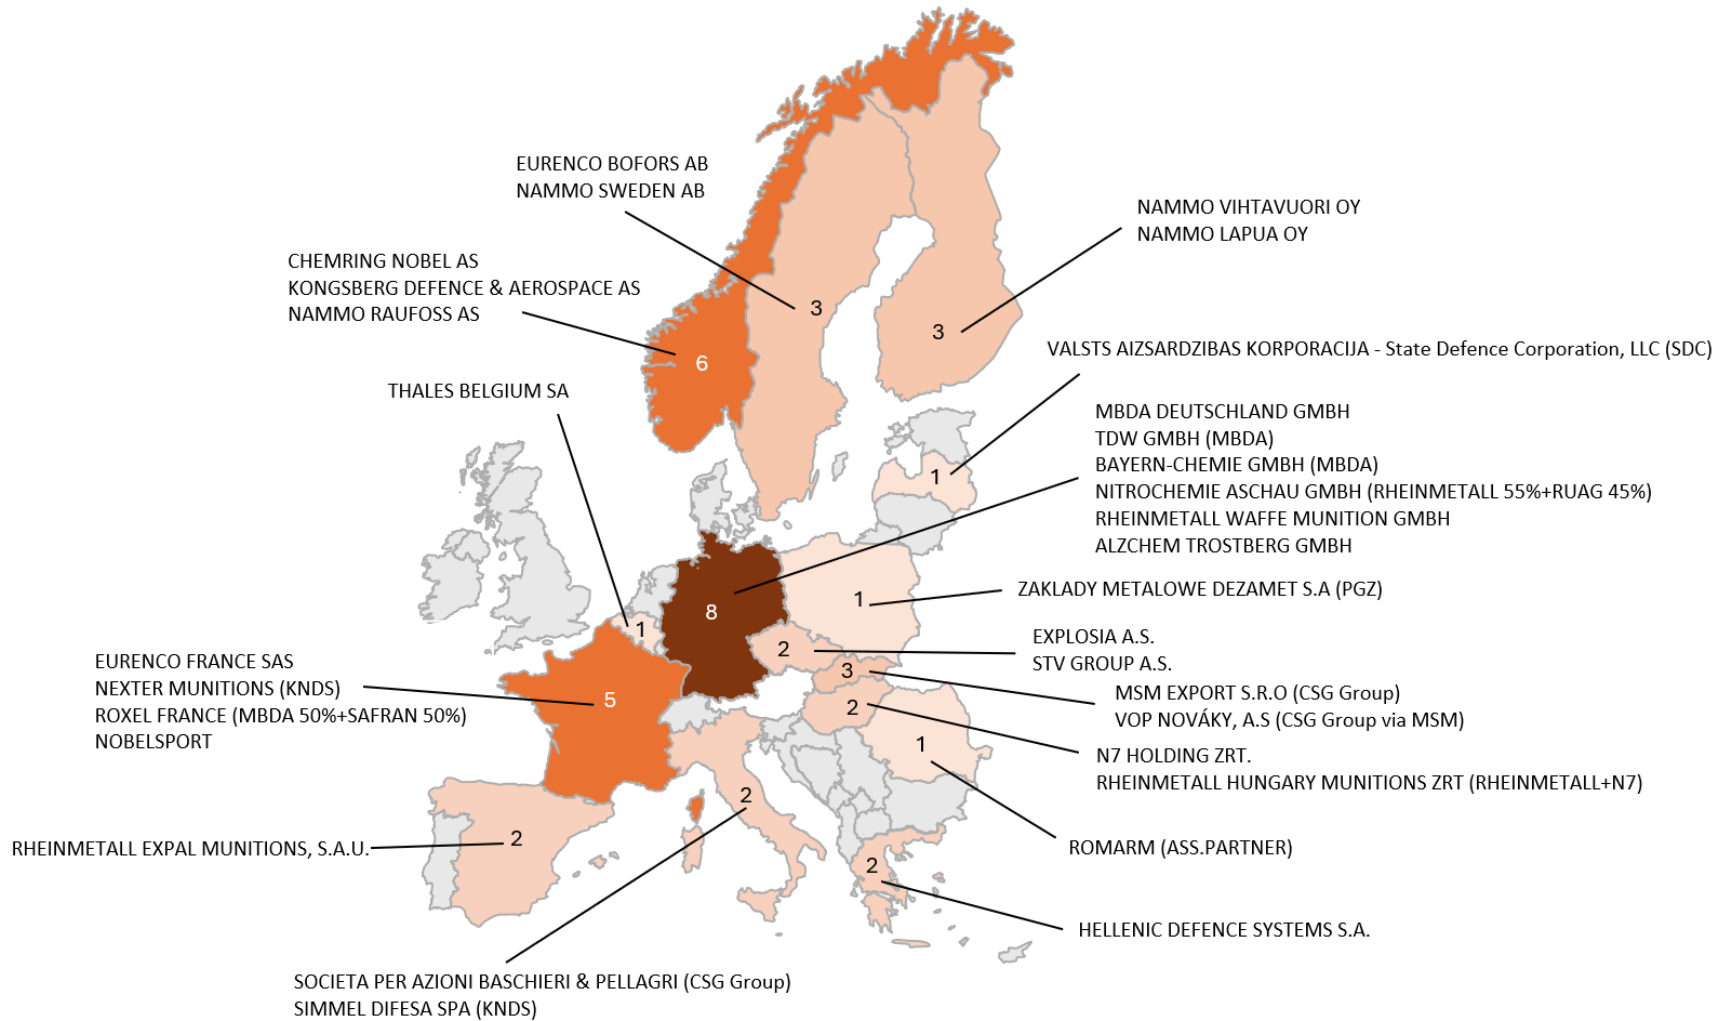 EURENCO BOFORS AB
NAMMO SWEDEN AB
NAMMO VIHTAVUORI OY
NAMMO LAPUA OY
CHEMRING NOBEL AS
KONGSBERG DEFENCE & AEROSPACE AS
NAMMO RAUFOSS AS
3
3
6
VALSTS AIZSARDZIBAS KORPORACIJA - State Defence Corporation, LLC (SDC)
THALES BELGIUM SA
MBDA DEUTSCHLAND GMBH
TDW GMBH (MBDA)
BAYERN-CHEMIE GMBH (MBDA)
NITROCHEMIE ASCHAU GMBH (RHEINMETALL 55%+RUAG 45%)
RHEINMETALL WAFFE MUNITION GMBH
ALZCHEM TROSTBERG GMBH
1
ZAKLADY METALOWE DEZAMET S.A (PGZ)
1
8
1
EXPLOSIA A.S.
STV GROUP A.S.
2
3
EURENCO FRANCE SAS
NEXTER MUNITIONS (KNDS)
ROXEL FRANCE (MBDA 50%+SAFRAN 50%)
NOBELSPORT
5
MSM EXPORT S.R.O (CSG Group)
VOP NOVÁKY, A.S (CSG Group via MSM)
2
1
N7 HOLDING ZRT.
RHEINMETALL HUNGARY MUNITIONS ZRT (RHEINMETALL+N7)
2
RHEINMETALL EXPAL MUNITIONS, S.A.U.
2
ROMARM (ASS.PARTNER)
2
HELLENIC DEFENCE SYSTEMS S.A.
SOCIETA PER AZIONI BASCHIERI & PELLAGRI (CSG Group)
SIMMEL DIFESA SPA (KNDS)